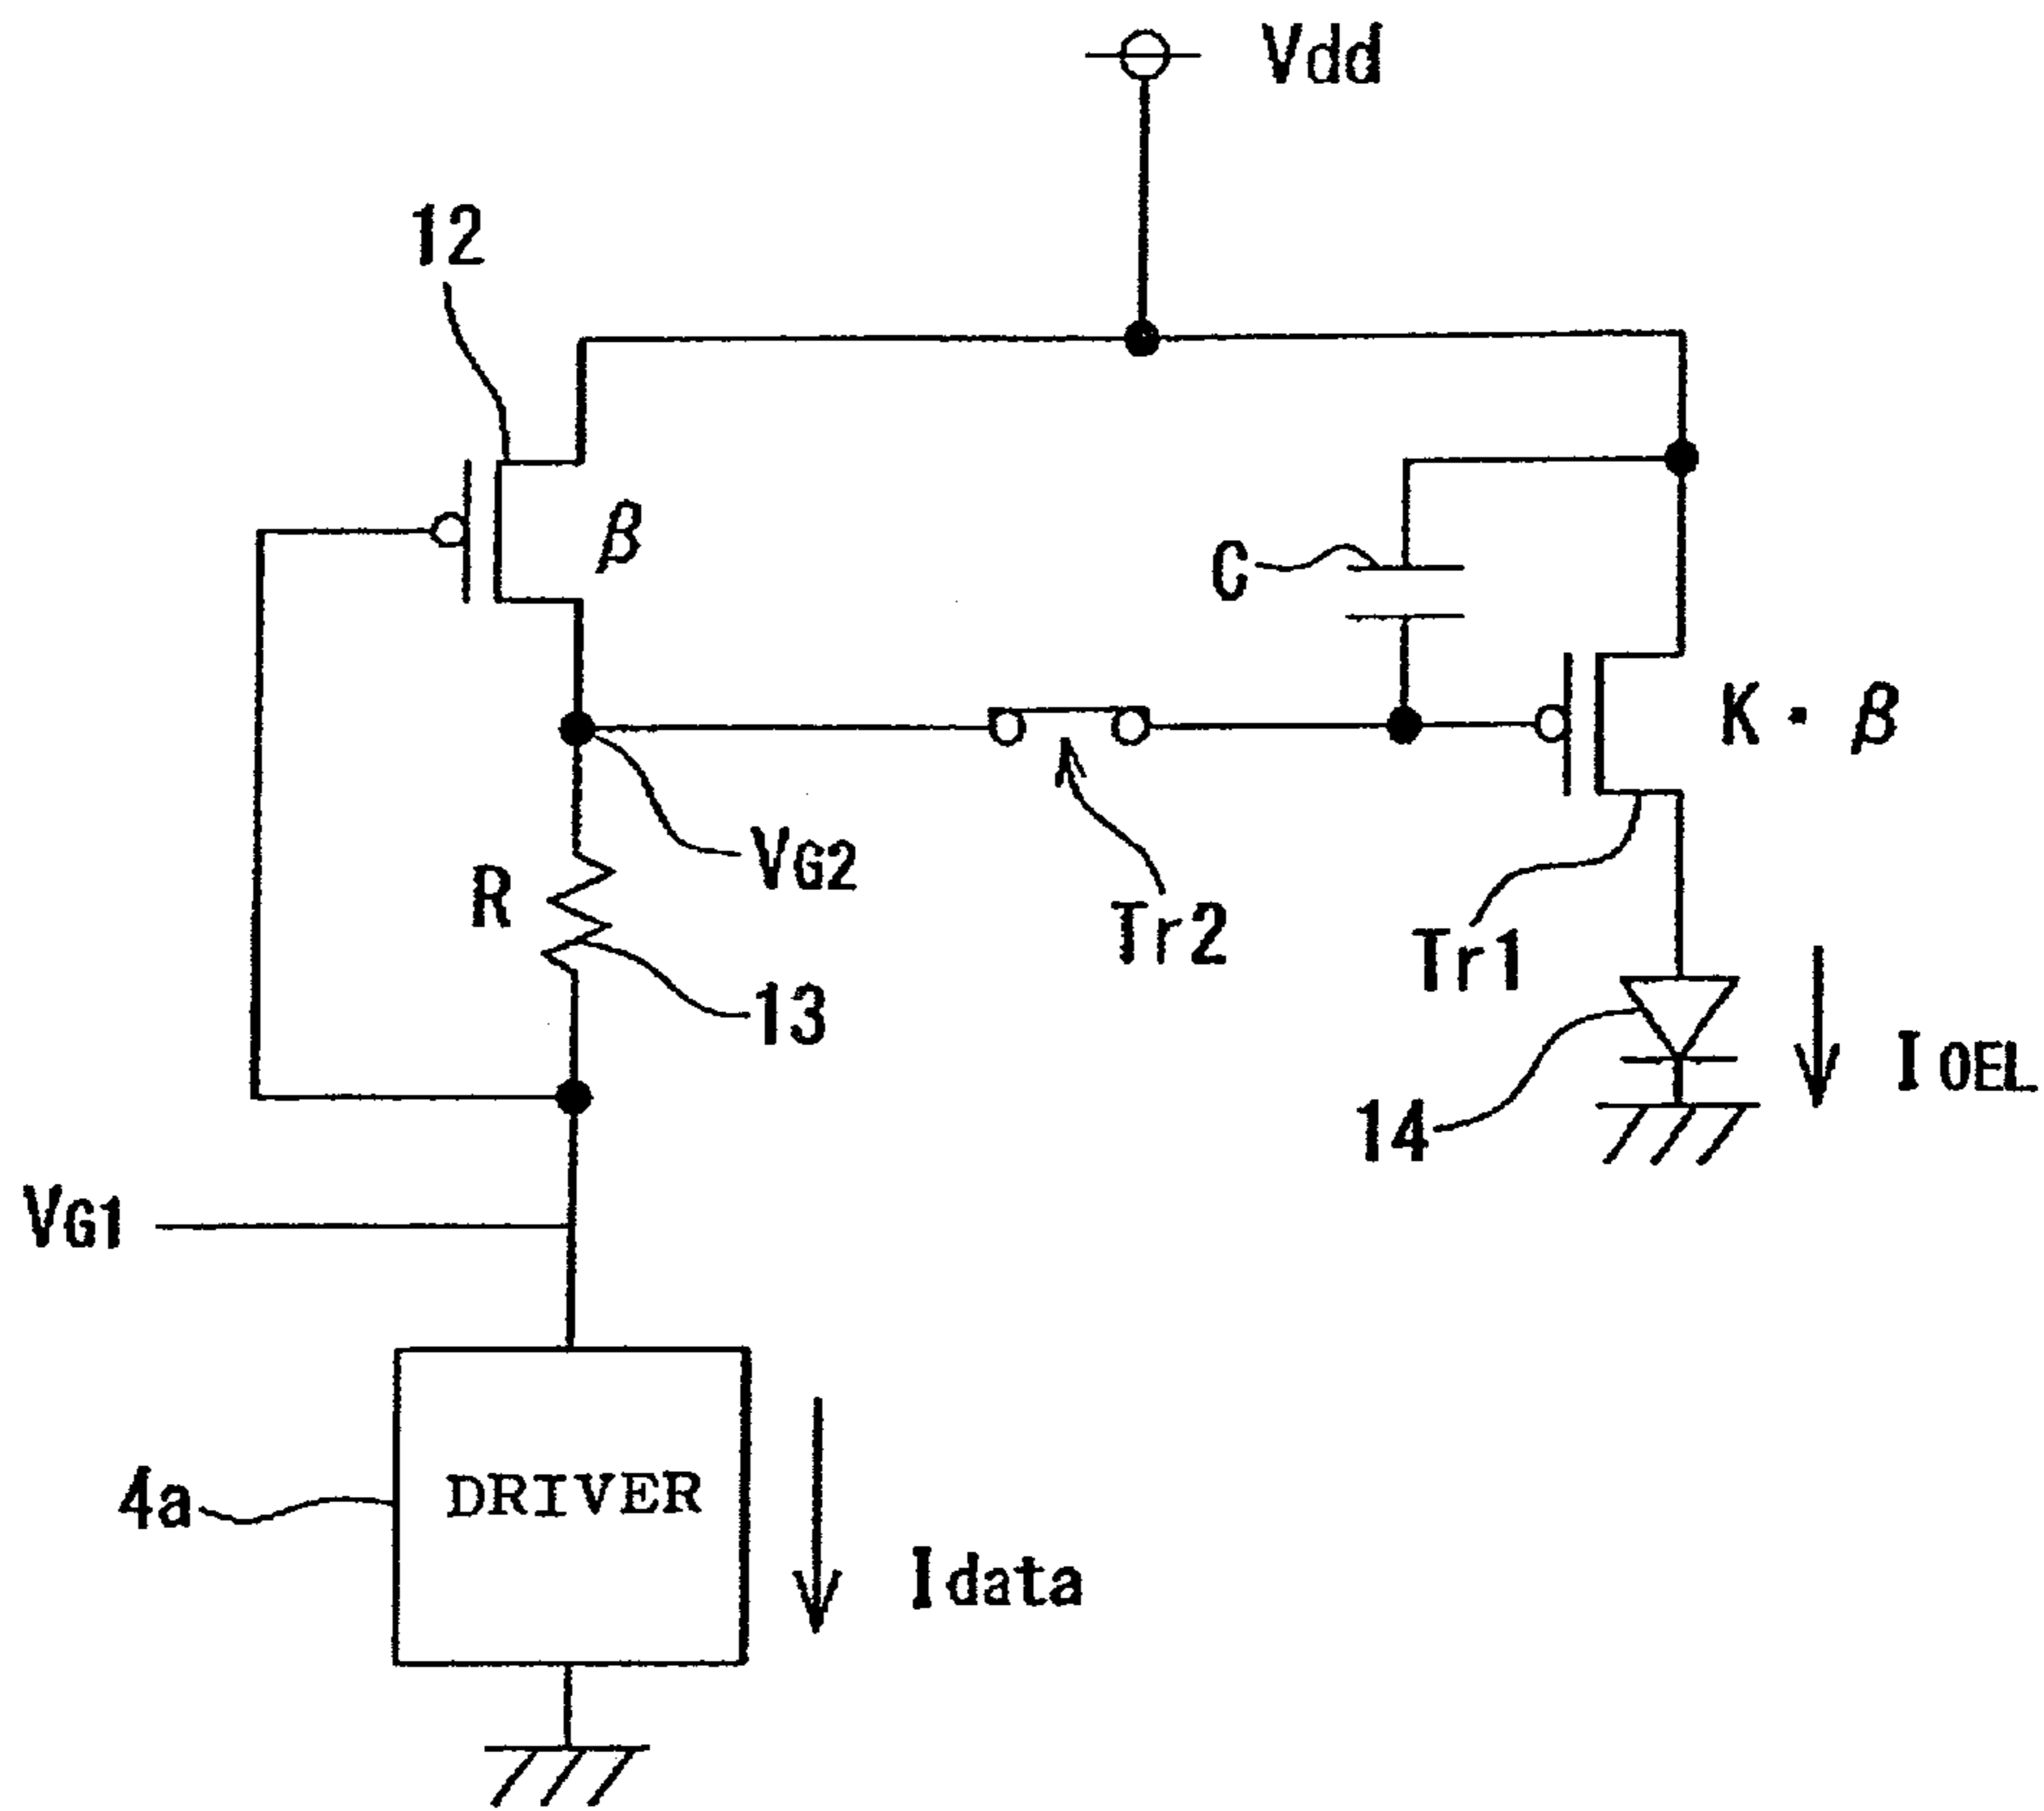 Vdd
12
β
C
K・β
VG2
R
Tr2
Tr1
13
IOEL
14
VG1
4a
DRIVER
Idata